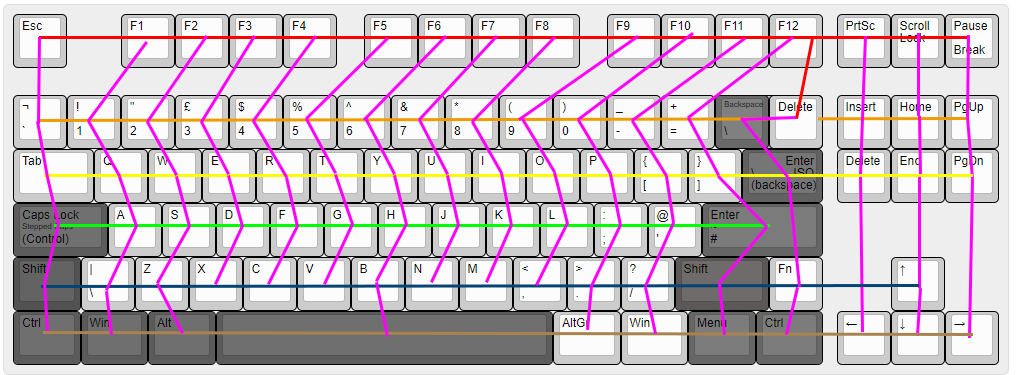 Esc F1 F2 F3 F4 F5 F6 F7 F8 F9 F10 F11 F12 PrtSc Scroll Lock Pause Break
¬ ! " £ $ % ^ & * ( ) _ + Backspace Delete Insert Home PgUp
` 1 2 3 4 5 6 7 8 9 0 - = \
Tab Q W E R T Y U I O P { } Enter Delete End PgDn
[ ] \ ISO
(backspace)
Caps Lock A S D F G H J K L : @ Enter
Stepped Caps
(Control) ; ' #
Shift | Z X C V B N M < > ? Shift Fn ↑
\ , . /
Ctrl Win Alt AltGr Win Menu Ctrl ← ↓ →